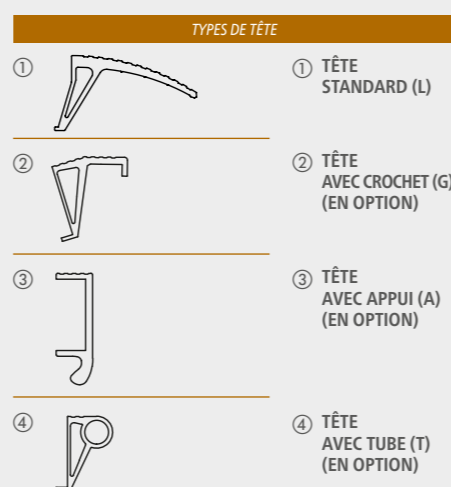 TYPES DE TÊTE
① ① TÊTE
STANDARD (L)
② ② TÊTE
AVEC CROCHET (G)
(EN OPTION)
③ ③ TÊTE
AVEC APPUI (A)
(EN OPTION)
④ ④ TÊTE
AVEC TUBE (T)
(EN OPTION)